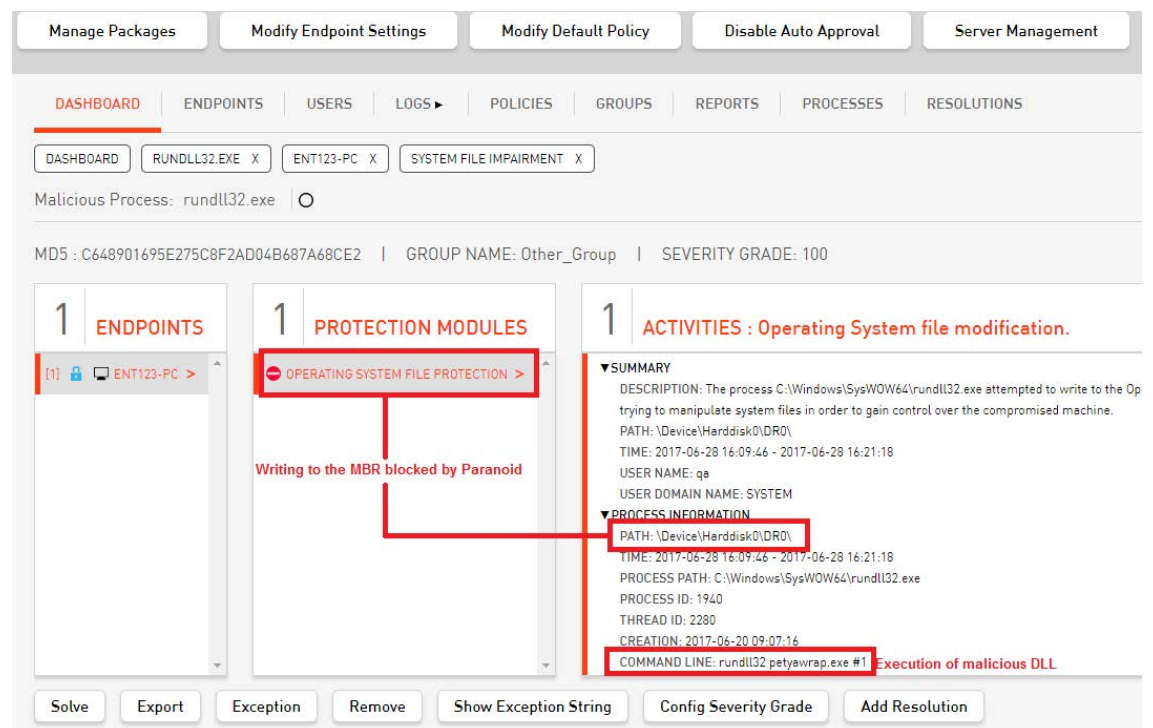 Manage Packages Modify Endpoint Settings Modify Default Policy Disable Auto Approval Server Management
DASHBOARD ENDPOINTS USERS LOGS ▶ POLICIES GROUPS REPORTS PROCESSES RESOLUTIONS
DASHBOARD RUNDLL32.EXE X ENT123-PC X SYSTEM FILE IMPAIRMENT X
Malicious Process: rundll32.exe
MD5 : C648901695E275C8F2AD04B687A68CE2 | GROUP NAME: Other_Group | SEVERITY GRADE: 100
1 ENDPOINTS
[1] ENT123-PC >
1 PROTECTION MODULES
OPERATING SYSTEM FILE PROTECTION >
Writing to the MBR blocked by Paranoid
1 ACTIVITIES : Operating System file modification.
▼SUMMARY
DESCRIPTION: The process C:\Windows\SysWOW64\rundll32.exe attempted to write to the Op
trying to manipulate system files in order to gain control over the compromised machine.
PATH: \Device\Harddisk0\DR0\
TIME: 2017-06-28 16:09:46 - 2017-06-28 16:21:18
USER NAME: qa
USER DOMAIN NAME: SYSTEM
▼PROCESS INFORMATION
PATH: \Device\Harddisk0\DR0\
TIME: 2017-06-28 16:09:46 - 2017-06-28 16:21:18
PROCESS PATH: C:\Windows\SysWOW64\rundll32.exe
PROCESS ID: 1940
THREAD ID: 2280
CREATION: 2017-06-20 09:07:16
COMMAND LINE: rundll32 petyawrap.exe #1 Execution of malicious DLL
Solve Export Exception Remove Show Exception String Config Severity Grade Add Resolution